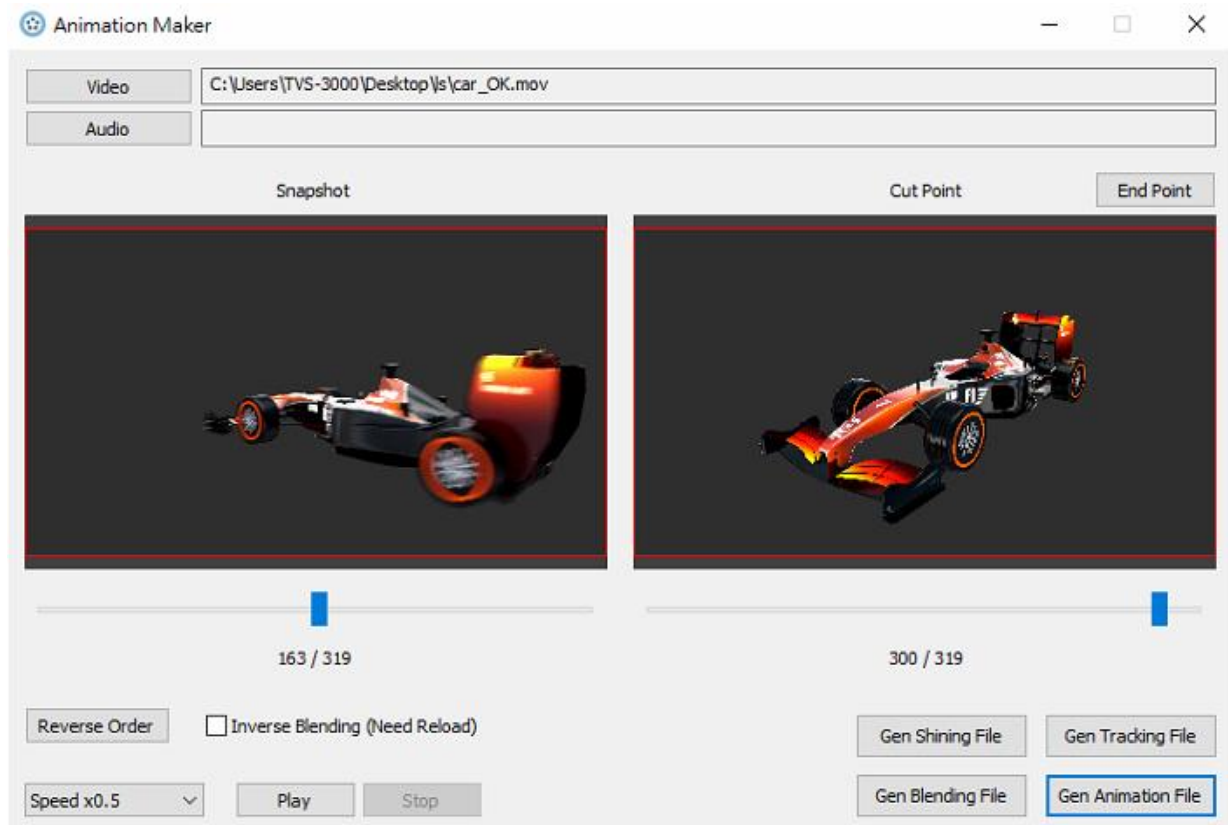 Animation Maker
Video
C:\Users\TVS-3000\Desktop\ls\car_OK.mov
Audio
Snapshot
Cut Point
End Point
163 / 319
300 / 319
Reverse Order
Inverse Blending (Need Reload)
Gen Shining File
Gen Tracking File
Speed x0.5
Play
Stop
Gen Blending File
Gen Animation File